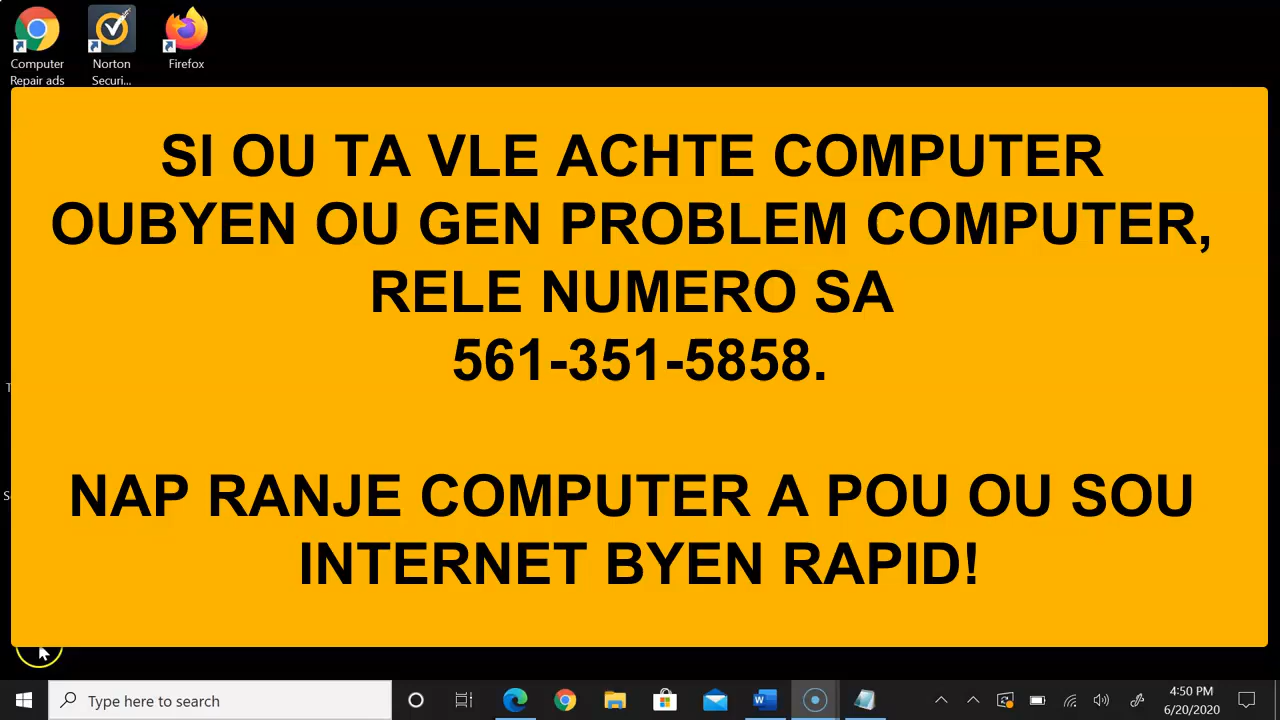 Computer
Repair ads
Norton
Securi...
Firefox
SI OU TA VLE ACHTE COMPUTER
OUBYEN OU GEN PROBLEM COMPUTER,
RELE NUMERO SA
561-351-5858.
NAP RANJE COMPUTER A POU OU SOU
INTERNET BYEN RAPID!
Type here to search
4:50 PM
6/20/2020